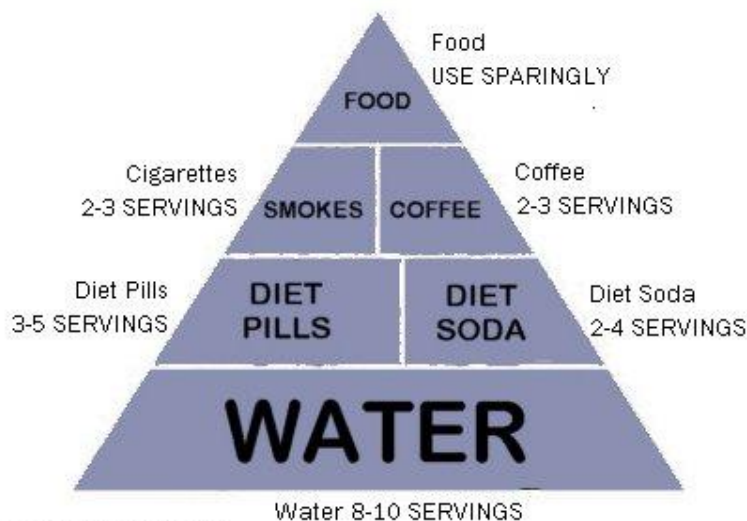 Food
USE SPARINGLY
FOOD
Cigarettes
2-3 SERVINGS
SMOKES
COFFEE
Coffee
2-3 SERVINGS
Diet Pills
3-5 SERVINGS
DIET
PILLS
DIET
SODA
Diet Soda
2-4 SERVINGS
WATER
Water 8-10 SERVINGS